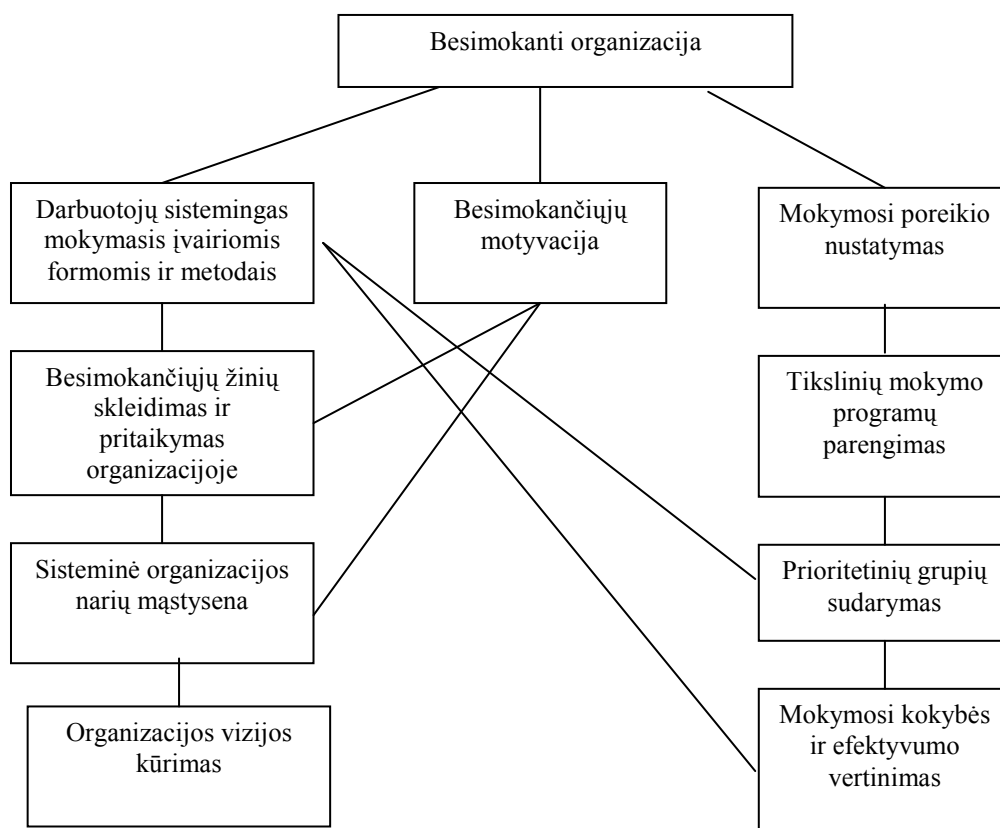 Besimokanti organizacija
Darbuotojų sistemingas
mokymasis įvairiomis
formomis ir metodais
Besimokančiųjų
motyvacija
Mokymosi poreikio
nustatymas
Besimokančiųjų žinių
skleidimas ir
pritaikymas
organizacijoje
Tikslinių mokymo
programų
parengimas
Sisteminė organizacijos
narių mąstysena
Prioritetinių grupių
sudarymas
Organizacijos vizijos
kūrimas
Mokymosi kokybės
ir efektyvumo
vertinimas